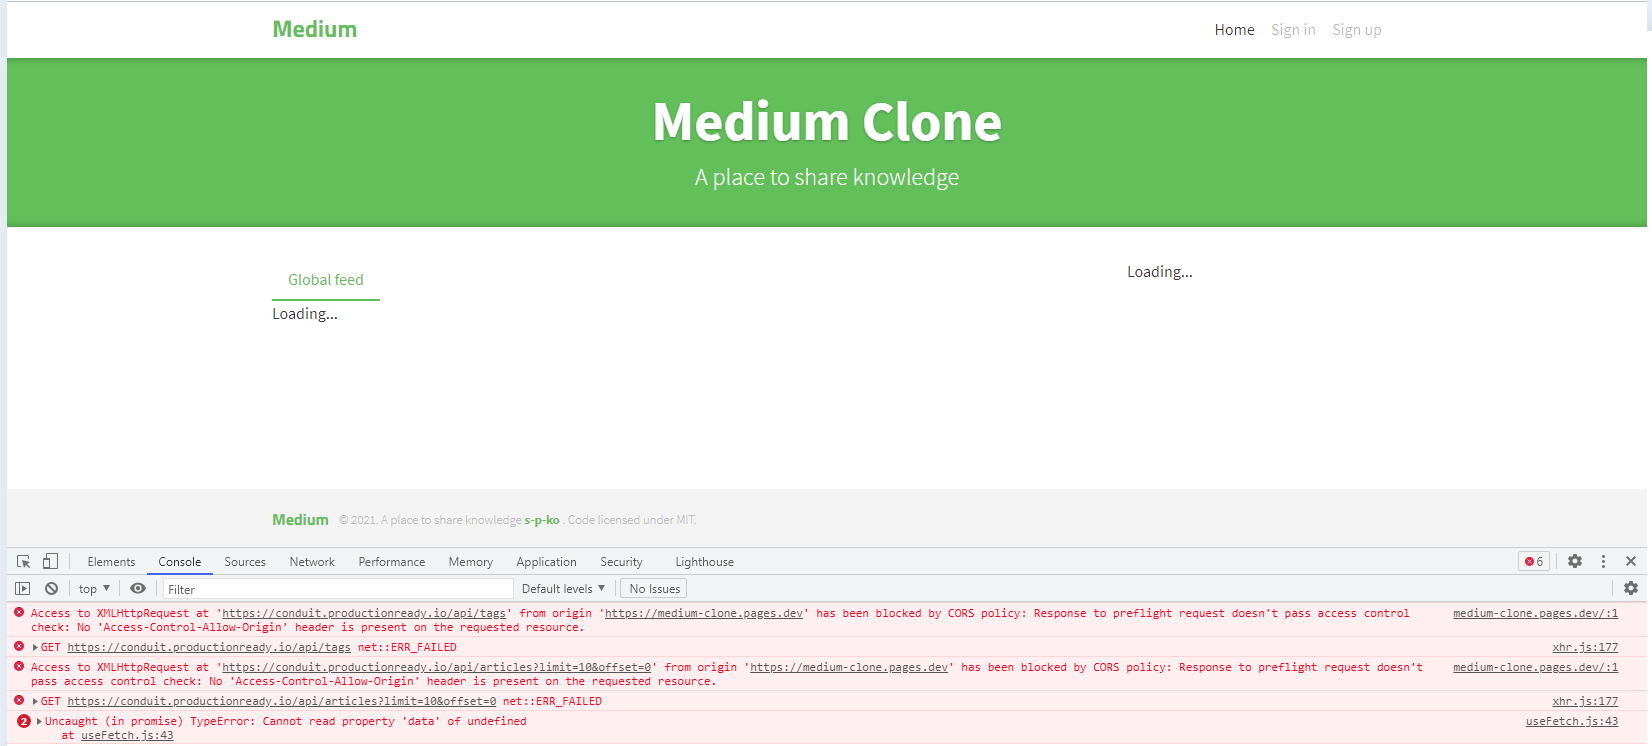 Medium
Home Sign in Sign up
Medium Clone
A place to share knowledge
Global feed
Loading...
Loading...
Medium © 2021. A place to share knowledge s-p-ko . Code licensed under MIT.
Elements Console Sources Network Performance Memory Application Security Lighthouse 6
top Filter Default levels No Issues
Access to XMLHttpRequest at 'https://conduit.productionready.io/api/tags' from origin 'https://medium-clone.pages.dev' has been blocked by CORS policy: Response to preflight request doesn't pass access control medium-clone.pages.dev/:1
check: No 'Access-Control-Allow-Origin' header is present on the requested resource.
GET https://conduit.productionready.io/api/tags net::ERR_FAILED xhr.js:177
Access to XMLHttpRequest at 'https://conduit.productionready.io/api/articles?limit=10&offset=0' from origin 'https://medium-clone.pages.dev' has been blocked by CORS policy: Response to preflight request doesn't medium-clone.pages.dev/:1
pass access control check: No 'Access-Control-Allow-Origin' header is present on the requested resource.
GET https://conduit.productionready.io/api/articles?limit=10&offset=0 net::ERR_FAILED xhr.js:177
2 Uncaught (in promise) TypeError: Cannot read property 'data' of undefined useFetch.js:43
at useFetch.js:43